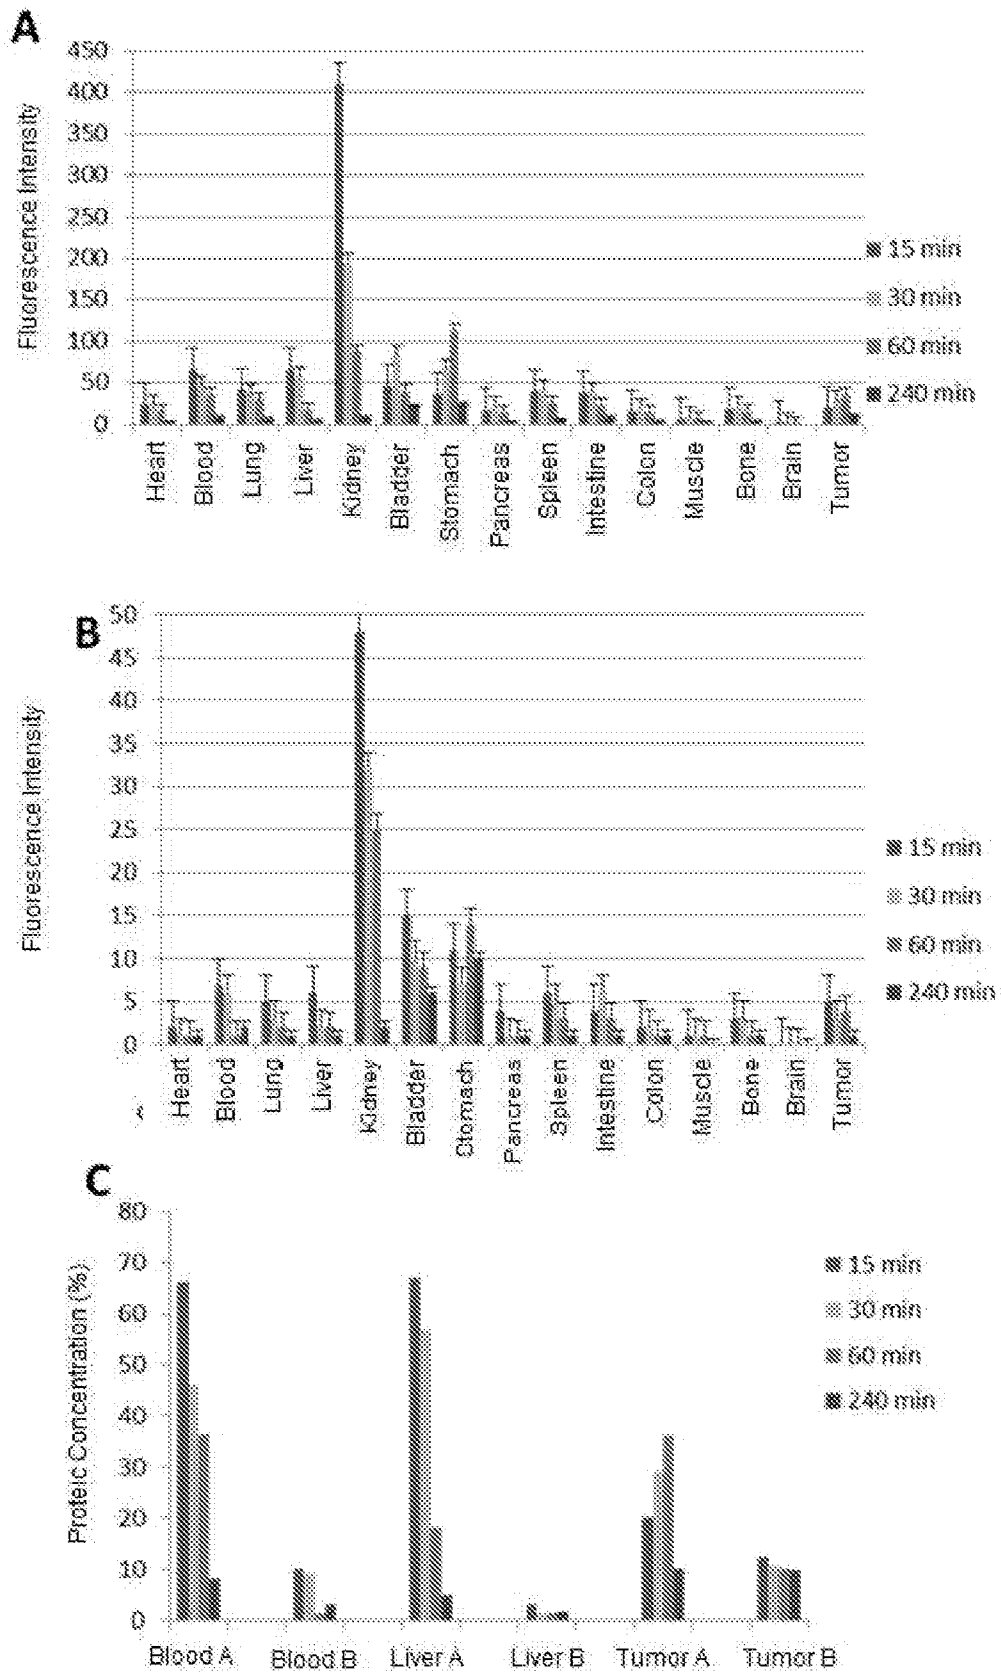 A
Fluorescence Intensity
450
400
350
300
250
200
150
100
50
0
15 min
30 min
60 min
240 min
Heart
Blood
Lung
Liver
Kidney
Bladder
Stomach
Pancreas
Spleen
Intestine
Colon
Muscle
Bone
Brain
Tumor
B
Fluorescence Intensity
50
45
40
35
30
25
20
15
10
5
0
15 min
30 min
60 min
240 min
Heart
Blood
Lung
Liver
Kidney
Bladder
Stomach
Pancreas
Spleen
Intestine
Colon
Muscle
Bone
Brain
Tumor
C
Proteic Concentration (%)
80
70
60
50
40
30
20
10
0
15 min
30 min
60 min
240 min
Blood A
Blood B
Liver A
Liver B
Tumor A
Tumor B